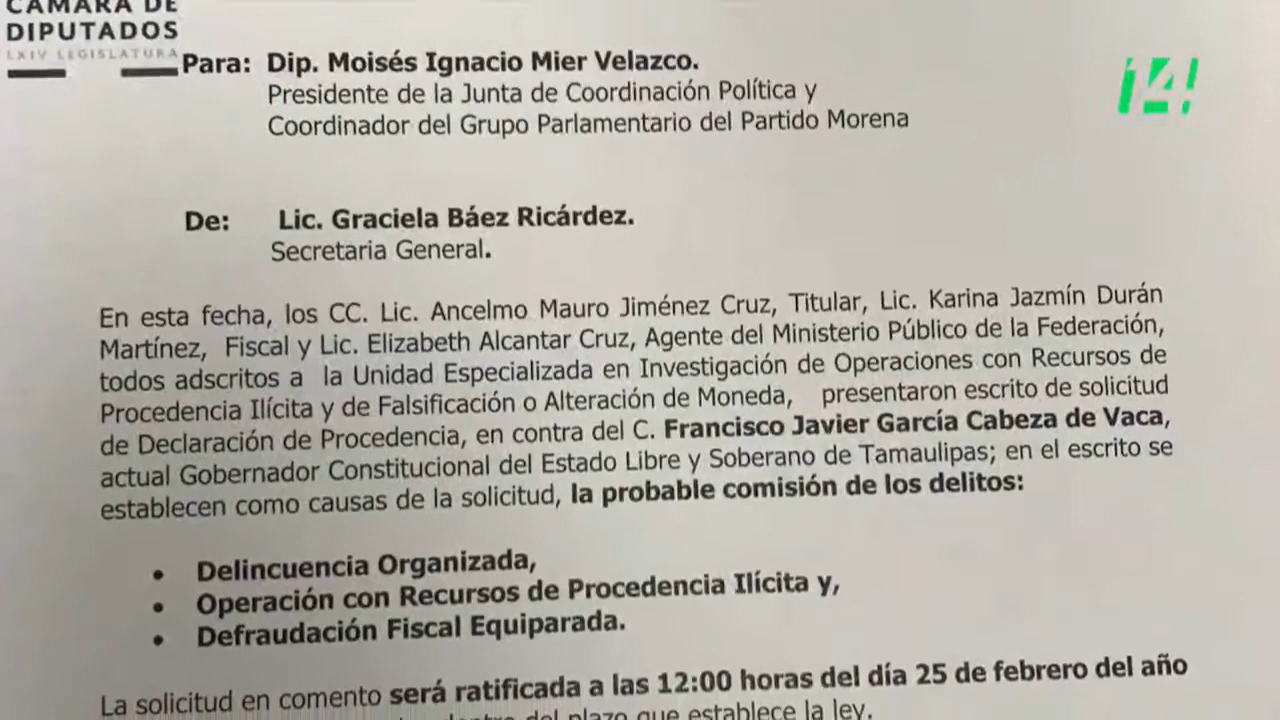 CÁMARA DE
DIPUTADOS
LXIV LEGISLATURA
Para: Dip. Moisés Ignacio Mier Velazco.
Presidente de la Junta de Coordinación Política y
Coordinador del Grupo Parlamentario del Partido Morena
14!
De: Lic. Graciela Báez Ricárdez.
Secretaria General.
En esta fecha, los CC. Lic. Ancelmo Mauro Jiménez Cruz, Titular, Lic. Karina Jazmín Durán
Martínez, Fiscal y Lic. Elizabeth Alcantar Cruz, Agente del Ministerio Público de la Federación,
todos adscritos a la Unidad Especializada en Investigación de Operaciones con Recursos de
Procedencia Ilícita y de Falsificación o Alteración de Moneda, presentaron escrito de solicitud
de Declaración de Procedencia, en contra del C. Francisco Javier García Cabeza de Vaca,
actual Gobernador Constitucional del Estado Libre y Soberano de Tamaulipas; en el escrito se
establecen como causas de la solicitud, la probable comisión de los delitos:
• Delincuencia Organizada,
• Operación con Recursos de Procedencia Ilícita y,
• Defraudación Fiscal Equiparada.
La solicitud en comento será ratificada a las 12:00 horas del día 25 de febrero del año
del plazo que establece la ley.